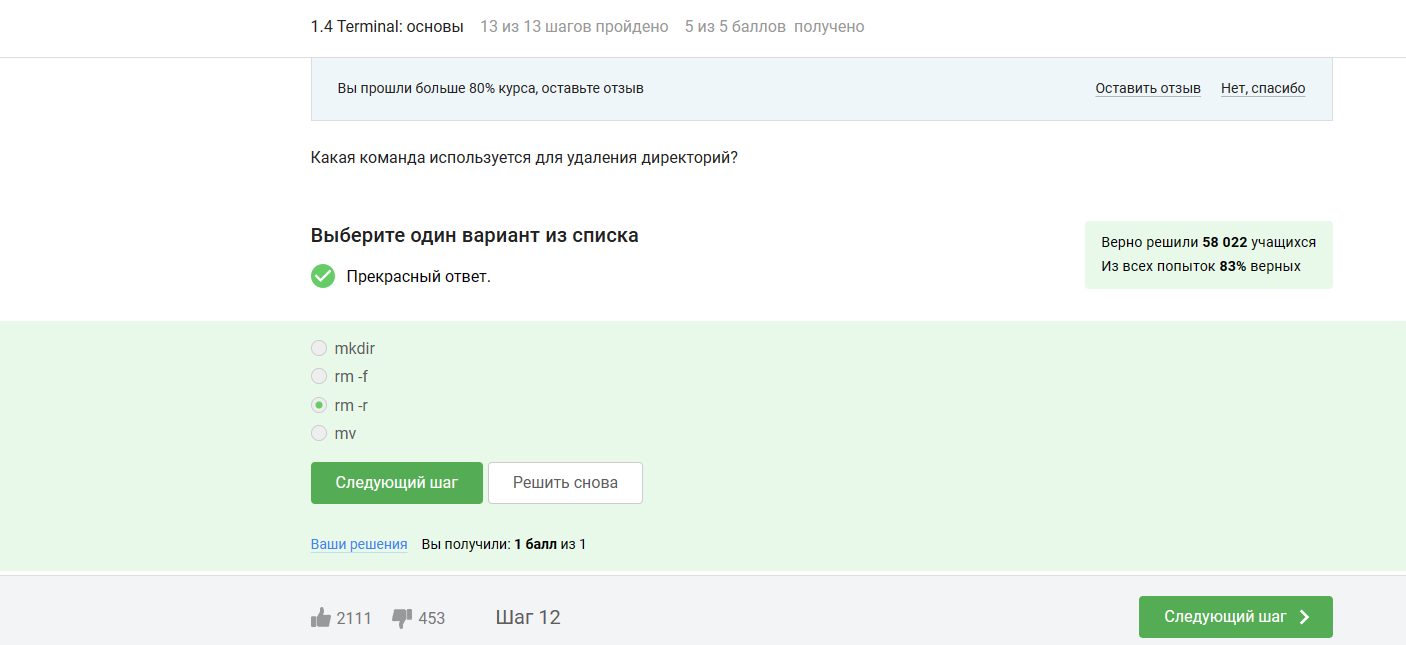 1.4 Terminal: основы 13 из 13 шагов пройдено 5 из 5 баллов получено
Вы прошли больше 80% курса, оставьте отзыв Оставить отзыв Нет, спасибо
Какая команда используется для удаления директорий?
Выберите один вариант из списка
Прекрасный ответ.
Верно решили 58 022 учащихся
Из всех попыток 83% верных
mkdir
rm -f
rm -r
mv
Следующий шаг Решить снова
Ваши решения Вы получили: 1 балл из 1
2111 453 Шаг 12 Следующий шаг